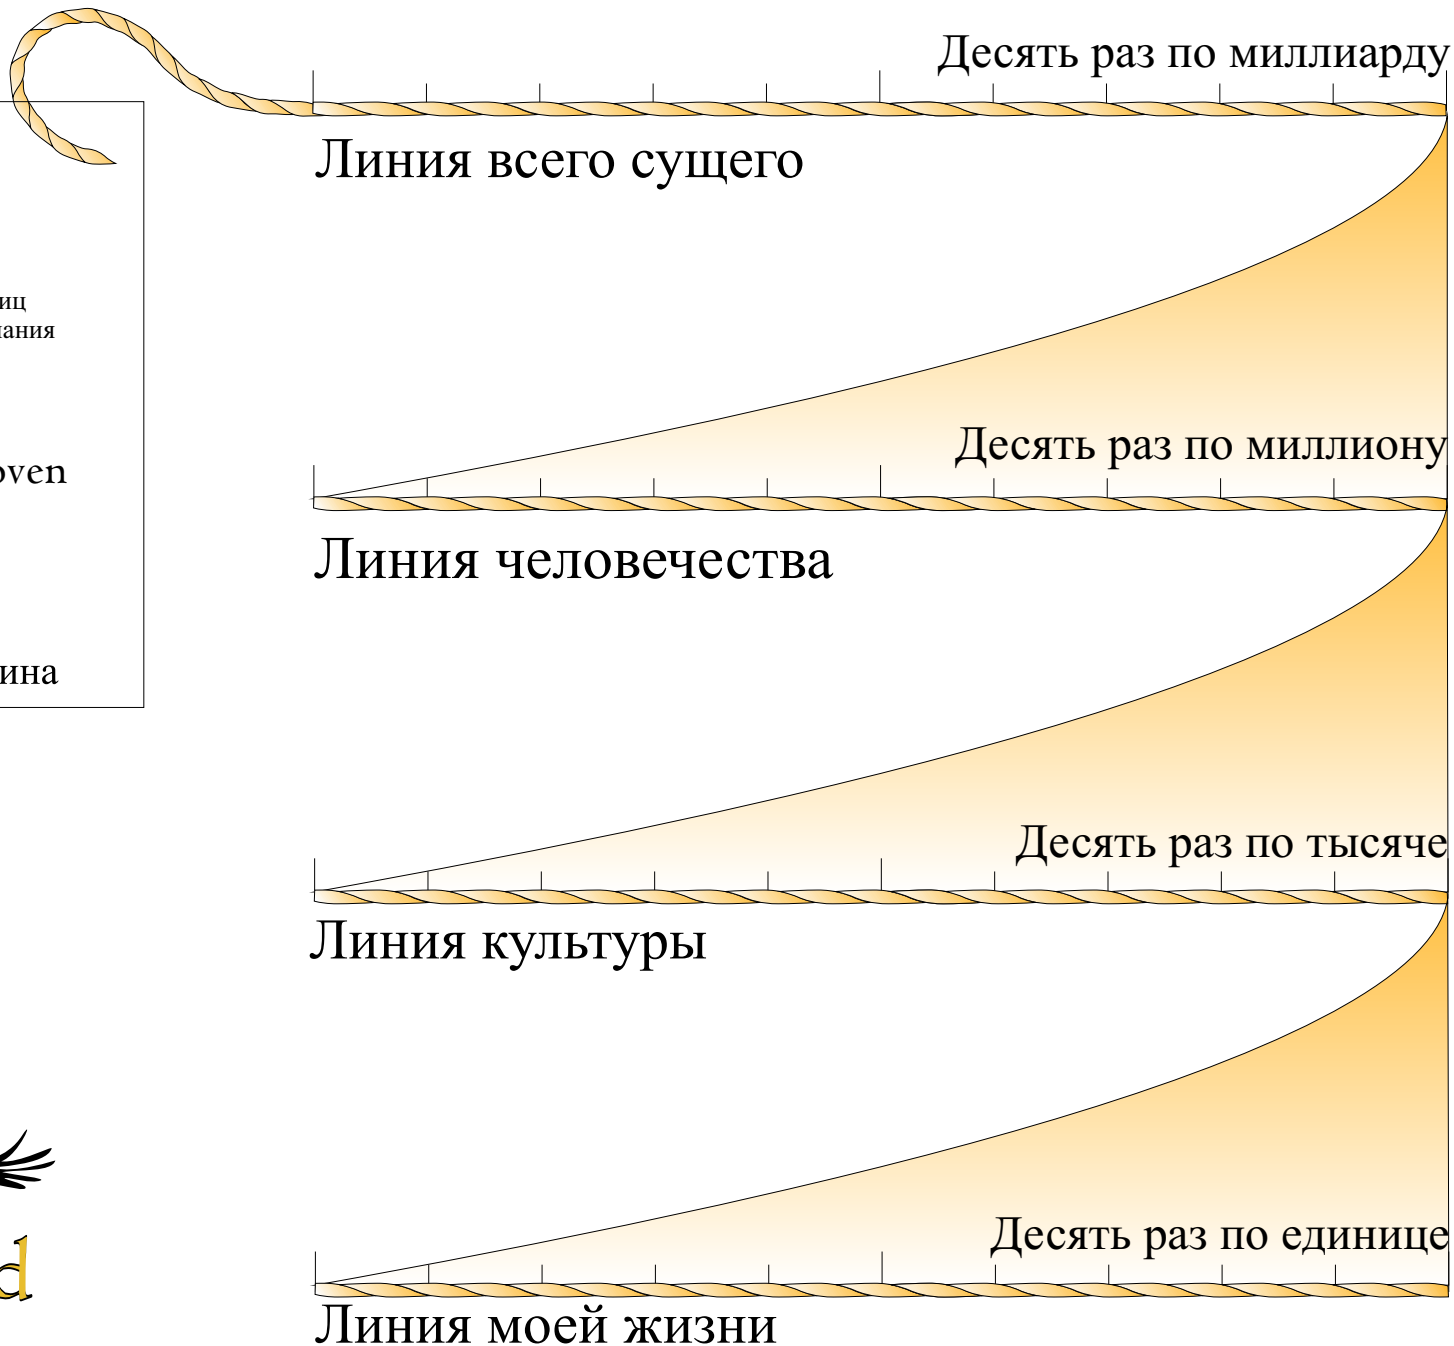 Десять раз по миллиарду
Линия всего сущего
Десять раз по миллиону
Линия человечества
Десять раз по тысяче
Линия культуры
Десять раз по единице
Линия моей жизни